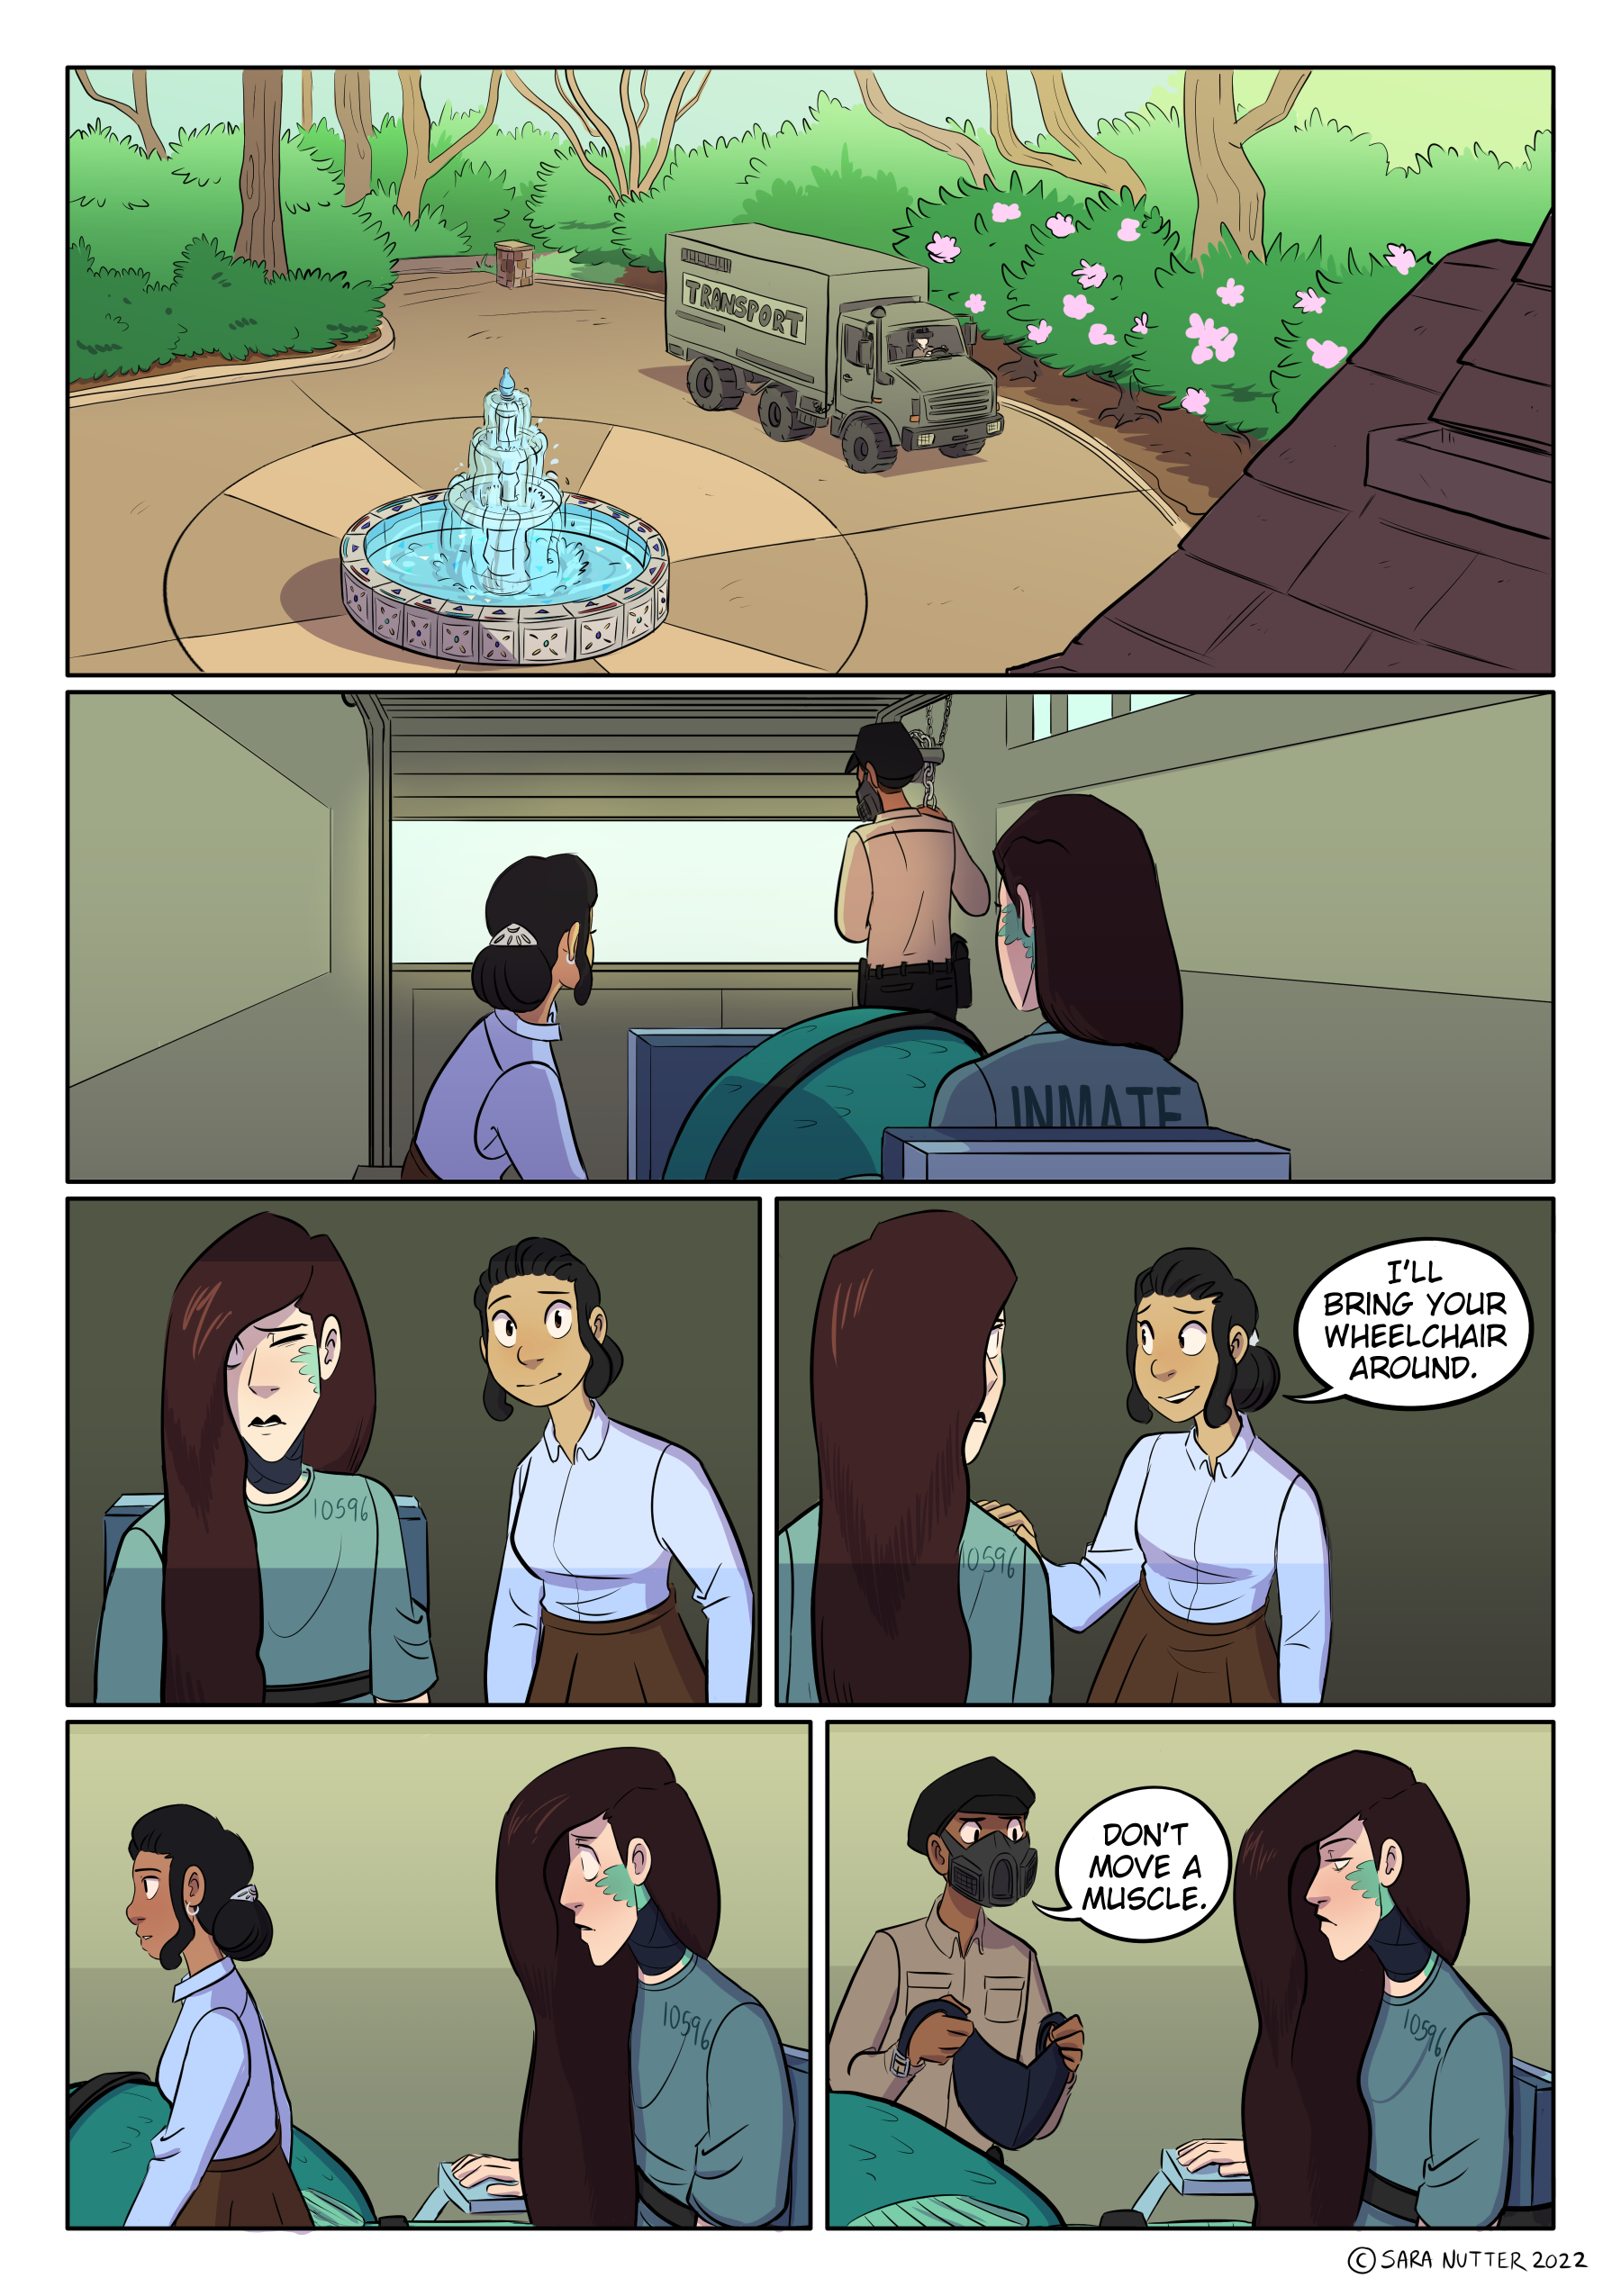 TRANSPORT
INMATE
10596
I'LL
BRING YOUR
WHEELCHAIR
AROUND.
10596
10596
DON'T
MOVE A
MUSCLE.
10596
© SARA NUTTER 2022